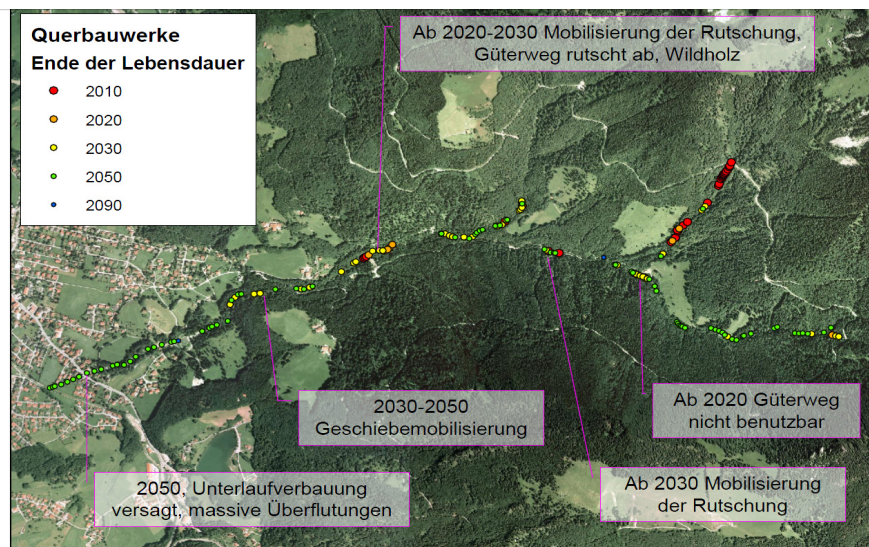 Querbauwerke
Ende der Lebensdauer
2010
2020
2030
2050
2090
Ab 2020-2030 Mobilisierung der Rutschung,
Güterweg rutscht ab, Wildholz
2030-2050
Geschiebemobilisierung
Ab 2020 Güterweg
nicht benutzbar
2050, Unterlaufverbauung
versagt, massive Überflutungen
Ab 2030 Mobilisierung
der Rutschung